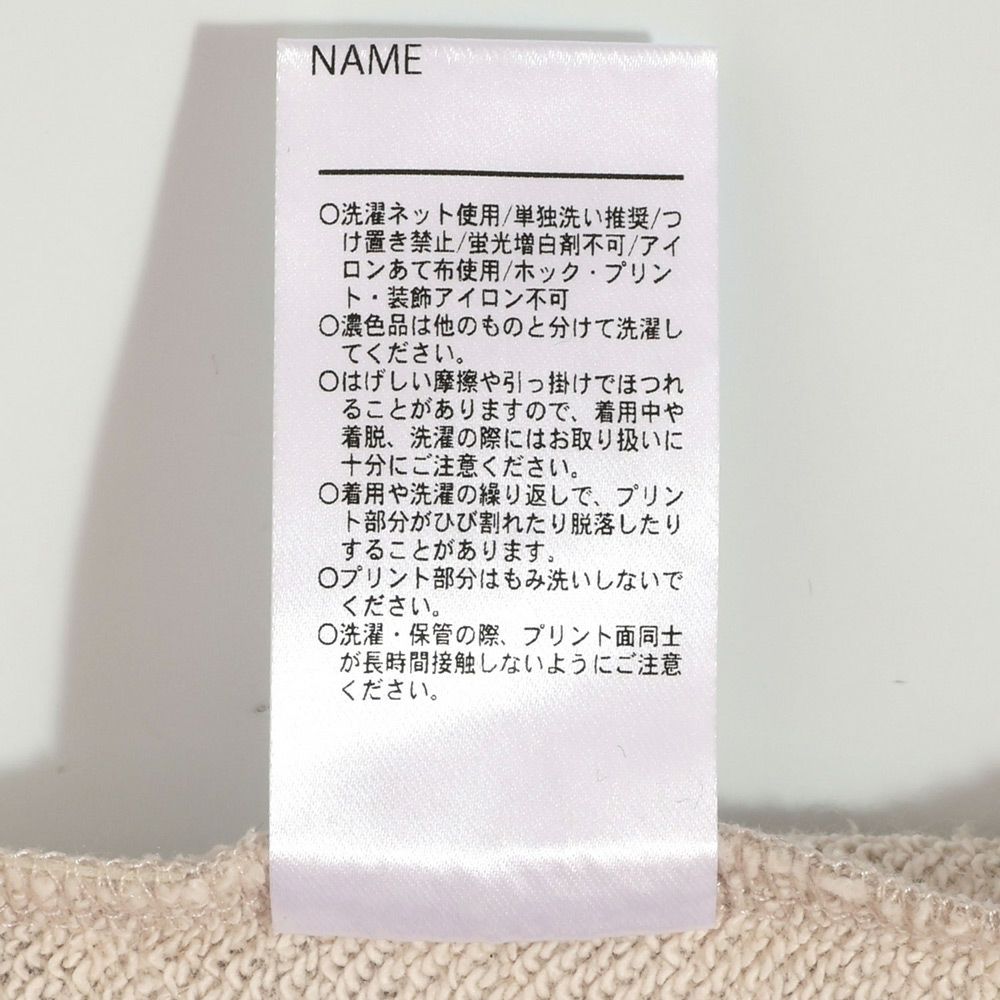 NAME
○洗濯ネット使用/単独洗い推奨/つ
け置き禁止/蛍光増白剤不可/アイ
ロンあて布使用/ホック・プリン
ト・装飾アイロン不可
○濃色品は他のものと分けて洗濯し
てください。
○はげしい摩擦や引っ掛けでほつれ
ることがありますので、着用中や
着脱、洗濯の際にはお取り扱いに
十分にご注意ください。
○着用や洗濯の繰り返しで、プリン
ト部分がひび割れたり脱落したり
することがあります。
○プリント部分はもみ洗いしないで
ください。
○洗濯・保管の際、プリント面同士
が長時間接触しないようにご注意
ください。